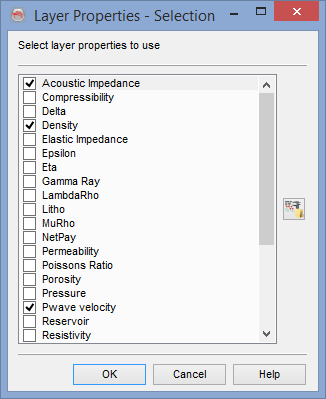 Layer Properties - Selection
Select layer properties to use
Acoustic Impedance
Compressibility
Delta
Density
Elastic Impedance
Epsilon
Eta
Gamma Ray
LambdaRho
Litho
MuRho
NetPay
Permeability
Poissons Ratio
Porosity
Pressure
Pwave velocity
Reservoir
Resistivity
OK Cancel Help